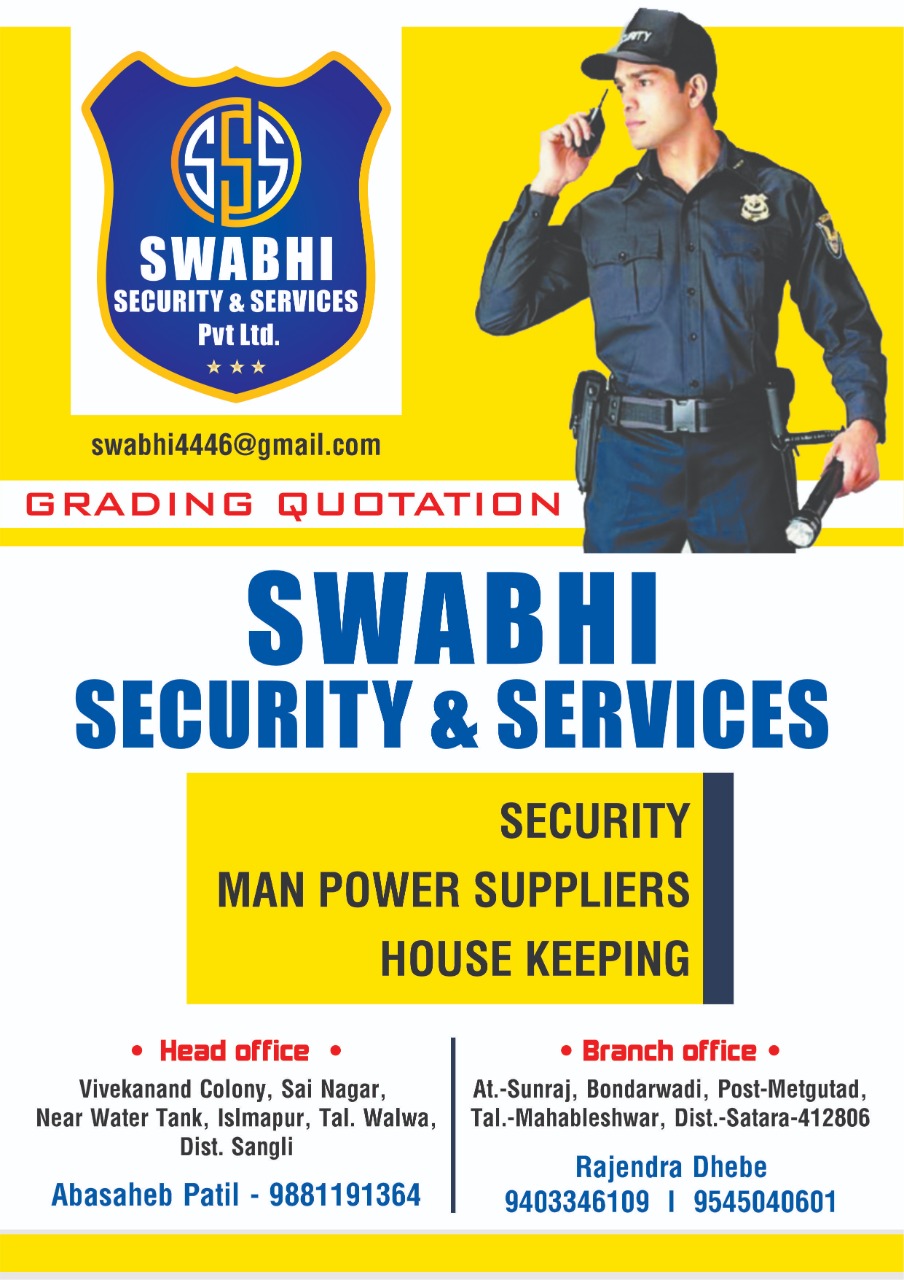 SSS
SWABHI
SECURITY & SERVICES
Pvt Ltd.
swabhi4446@gmail.com
GRADING QUOTATION
SWABHI
SECURITY & SERVICES
SECURITY
MAN POWER SUPPLIERS
HOUSE KEEPING
• Head office •
Vivekanand Colony, Sai Nagar,
Near Water Tank, Islmapur, Tal. Walwa,
Dist. Sangli
Abasaheb Patil - 9881191364
• Branch office •
At.-Sunraj, Bondarwadi, Post-Metgutad,
Tal.-Mahableshwar, Dist.-Satara-412806
Rajendra Dhebe
9403346109 I 9545040601